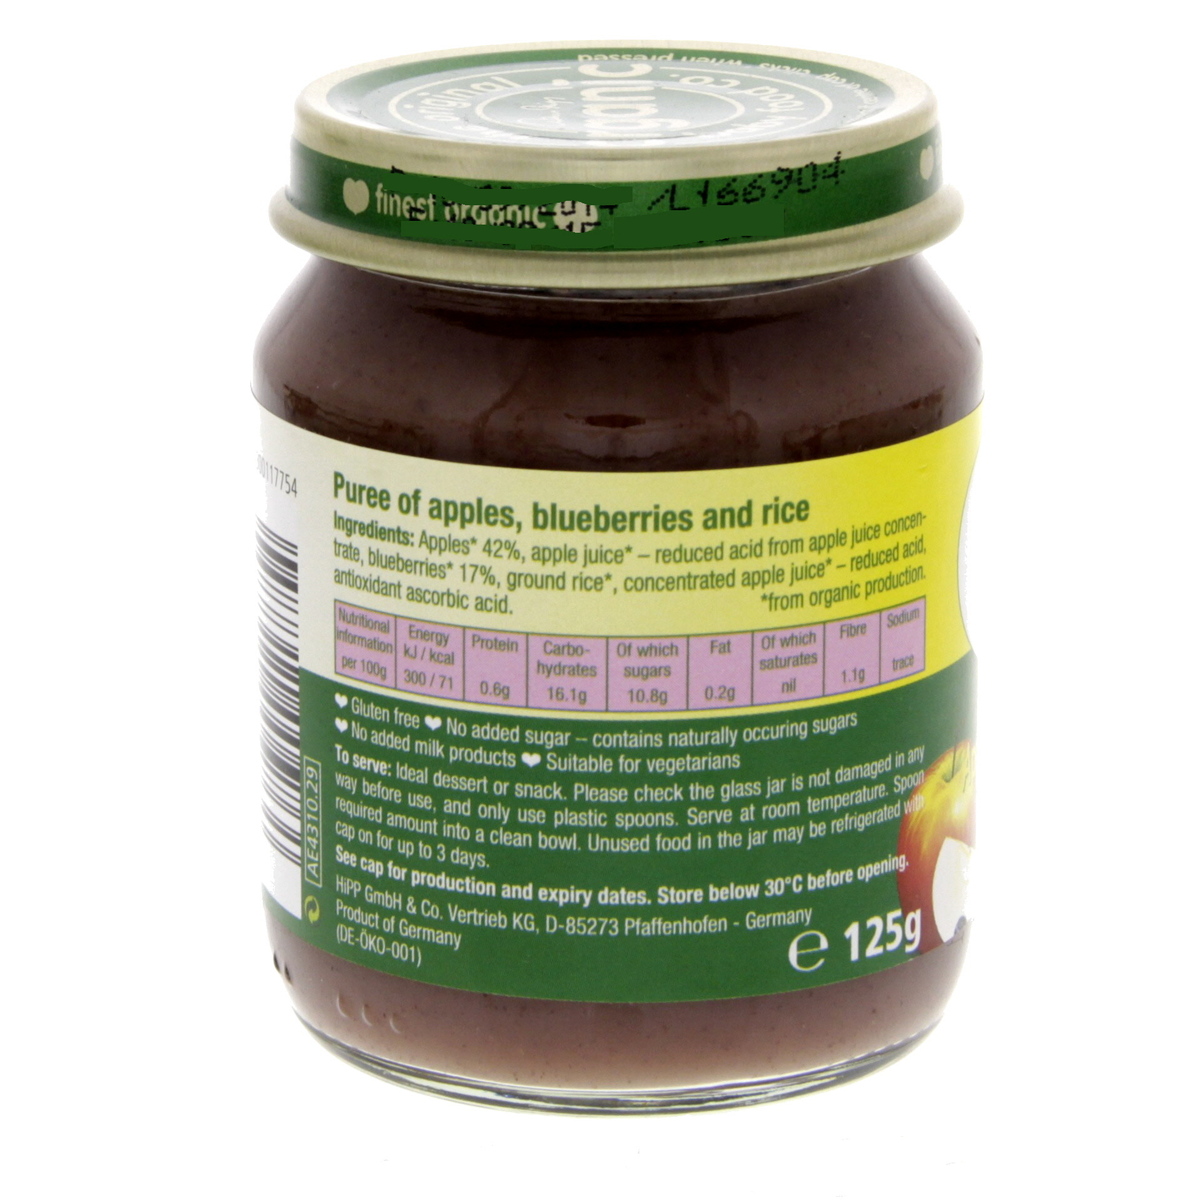 when pressed
original
food co.
finest organic
L166904
117754
Puree of apples, blueberries and rice
Ingredients: Apples* 42%, apple juice* – reduced acid from apple juice concen-
trate, blueberries* 17%, ground rice*, concentrated apple juice* – reduced acid,
antioxidant ascorbic acid.
*from organic production.
Nutritional information per 100g
Energy kJ / kcal 300 / 71
Protein 0.6g
Carbo-hydrates 16.1g
Of which sugars 10.8g
Fat 0.2g
Of which saturates nil
Fibre 1.1g
Sodium trace
Gluten free ♥ No added sugar – contains naturally occuring sugars
No added milk products ♥ Suitable for vegetarians
To serve: Ideal dessert or snack. Please check the glass jar is not damaged in any
way before use, and only use plastic spoons. Serve at room temperature. Spoon
required amount into a clean bowl. Unused food in the jar may be refrigerated with
cap on for up to 3 days.
See cap for production and expiry dates. Store below 30°C before opening.
HiPP GmbH & Co. Vertrieb KG, D-85273 Pfaffenhofen - Germany
Product of Germany
(DE-ÖKO-001)
℮ 125g
AE4310.29